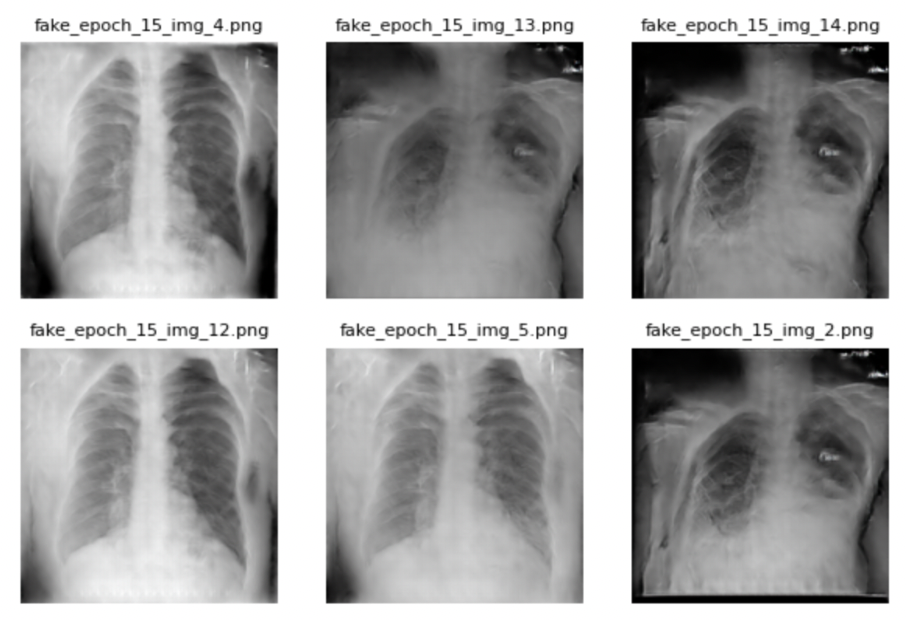 fake_epoch_15_img_4.png
fake_epoch_15_img_13.png
fake_epoch_15_img_14.png
fake_epoch_15_img_12.png
fake_epoch_15_img_5.png
fake_epoch_15_img_2.png